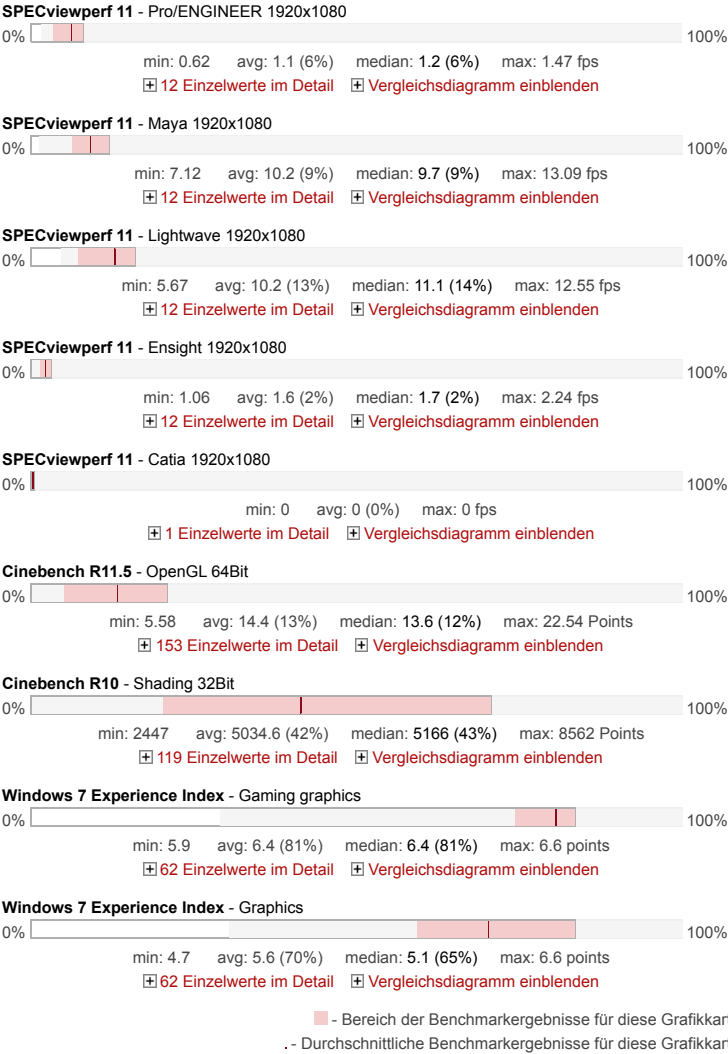 SPECviewperf 11 - Pro/ENGINEER 1920x1080
0% 100%
min: 0.62 avg: 1.1 (6%) median: 1.2 (6%) max: 1.47 fps
12 Einzelwerte im Detail Vergleichsdiagramm einblenden
SPECviewperf 11 - Maya 1920x1080
0% 100%
min: 7.12 avg: 10.2 (9%) median: 9.7 (9%) max: 13.09 fps
12 Einzelwerte im Detail Vergleichsdiagramm einblenden
SPECviewperf 11 - Lightwave 1920x1080
0% 100%
min: 5.67 avg: 10.2 (13%) median: 11.1 (14%) max: 12.55 fps
12 Einzelwerte im Detail Vergleichsdiagramm einblenden
SPECviewperf 11 - Ensight 1920x1080
0% 100%
min: 1.06 avg: 1.6 (2%) median: 1.7 (2%) max: 2.24 fps
12 Einzelwerte im Detail Vergleichsdiagramm einblenden
SPECviewperf 11 - Catia 1920x1080
0% 100%
min: 0 avg: 0 (0%) max: 0 fps
1 Einzelwerte im Detail Vergleichsdiagramm einblenden
Cinebench R11.5 - OpenGL 64Bit
0% 100%
min: 5.58 avg: 14.4 (13%) median: 13.6 (12%) max: 22.54 Points
153 Einzelwerte im Detail Vergleichsdiagramm einblenden
Cinebench R10 - Shading 32Bit
0% 100%
min: 2447 avg: 5034.6 (42%) median: 5166 (43%) max: 8562 Points
119 Einzelwerte im Detail Vergleichsdiagramm einblenden
Windows 7 Experience Index - Gaming graphics
0% 100%
min: 5.9 avg: 6.4 (81%) median: 6.4 (81%) max: 6.6 points
62 Einzelwerte im Detail Vergleichsdiagramm einblenden
Windows 7 Experience Index - Graphics
0% 100%
min: 4.7 avg: 5.6 (70%) median: 5.1 (65%) max: 6.6 points
62 Einzelwerte im Detail Vergleichsdiagramm einblenden
- Bereich der Benchmarkergebnisse für diese Grafikkar
- Durchschnittliche Benchmarkergebnisse für diese Grafikkar